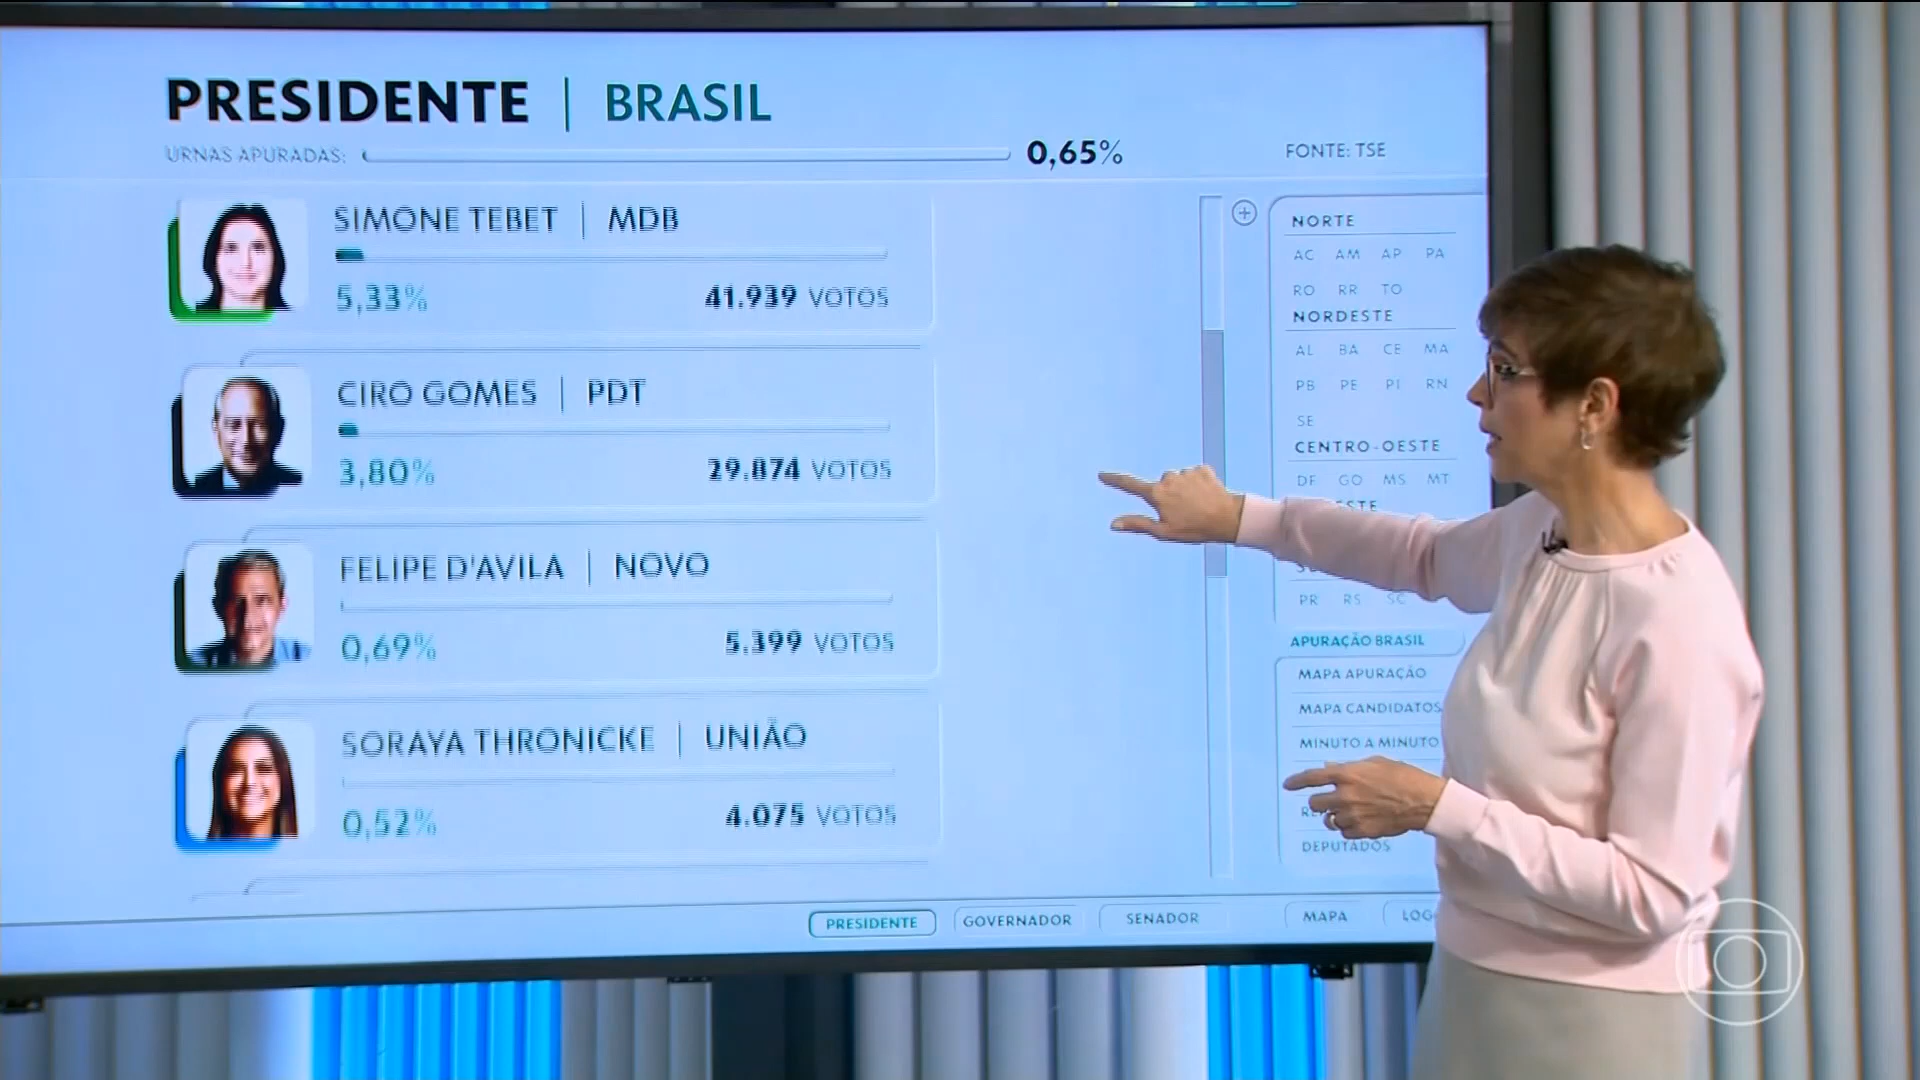 PRESIDENTE | BRASIL
URNAS APURADAS: 0,65% FONTE: TSE
SIMONE TEBET | MDB
5,33% 41.939 VOTOS
CIRO GOMES | PDT
3,80% 29.874 VOTOS
FELIPE D'AVILA | NOVO
0,69% 5.399 VOTOS
SORAYA THRONICKE | UNIÃO
0,52% 4.075 VOTOS
NORTE
AC AM AP PA
RO RR TO
NORDESTE
AL BA CE MA
PB PE PI RN
SE
CENTRO-OESTE
DF GO MS MT
PR RS SC
APURAÇÃO BRASIL
MAPA APURAÇÃO
MAPA CANDIDATOS
MINUTO A MINUTO
DEPUTADOS
PRESIDENTE GOVERNADOR SENADOR MAPA